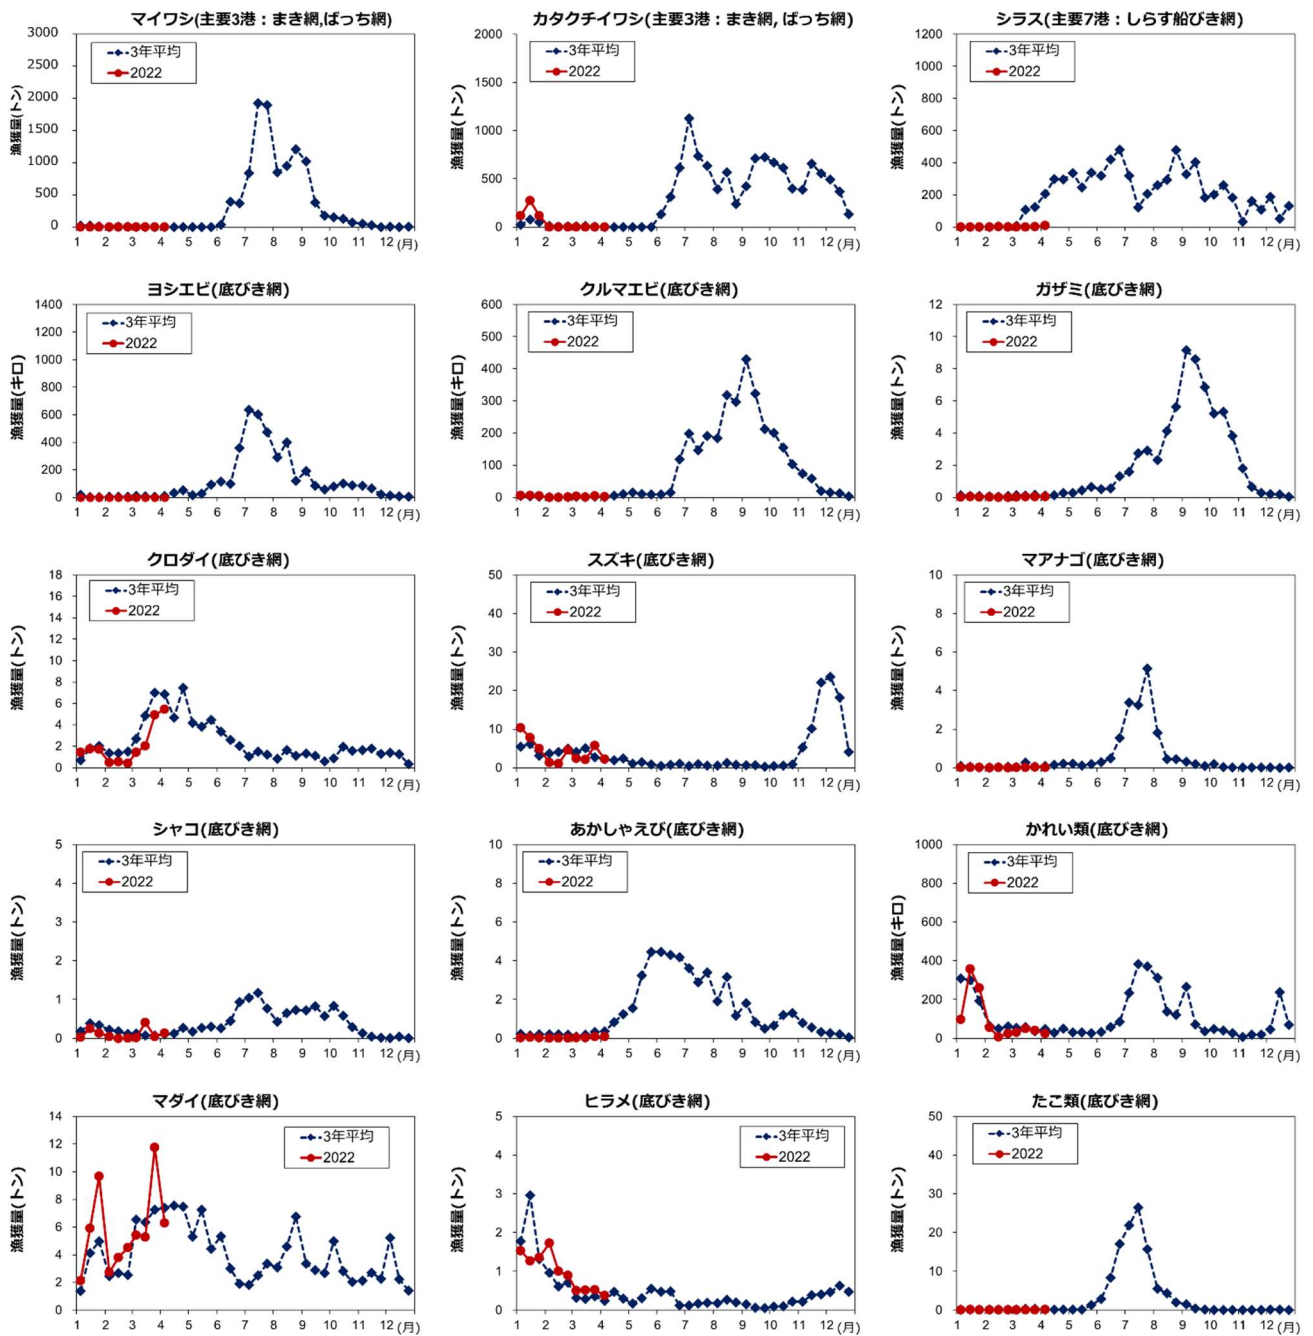 マイワシ(主要3港：まき網,ばっち網)
漁獲量(トン)
3000
2500
2000
1500
1000
500
0
3年平均
2022
1 2 3 4 5 6 7 8 9 10 11 12 (月)
カタクチイワシ(主要3港：まき網, ばっち網)
漁獲量(トン)
2000
1500
1000
500
0
3年平均
2022
1 2 3 4 5 6 7 8 9 10 11 12 (月)
シラス(主要7港：しらす船びき網)
漁獲量(トン)
1200
1000
800
600
400
200
0
3年平均
2022
1 2 3 4 5 6 7 8 9 10 11 12 (月)
ヨシエビ(底びき網)
漁獲量(キロ)
1400
1200
1000
800
600
400
200
0
3年平均
2022
1 2 3 4 5 6 7 8 9 10 11 12 (月)
クルマエビ(底びき網)
漁獲量(キロ)
600
500
400
300
200
100
0
3年平均
2022
1 2 3 4 5 6 7 8 9 10 11 12 (月)
ガザミ(底びき網)
漁獲量(トン)
12
10
8
6
4
2
0
3年平均
2022
1 2 3 4 5 6 7 8 9 10 11 12 (月)
クロダイ(底びき網)
漁獲量(トン)
18
16
14
12
10
8
6
4
2
0
3年平均
2022
1 2 3 4 5 6 7 8 9 10 11 12 (月)
スズキ(底びき網)
漁獲量(トン)
50
40
30
20
10
0
3年平均
2022
1 2 3 4 5 6 7 8 9 10 11 12 (月)
マアナゴ(底びき網)
漁獲量(トン)
10
8
6
4
2
0
3年平均
2022
1 2 3 4 5 6 7 8 9 10 11 12 (月)
シャコ(底びき網)
漁獲量(トン)
5
4
3
2
1
0
3年平均
2022
1 2 3 4 5 6 7 8 9 10 11 12 (月)
あかしゃえび(底びき網)
漁獲量(トン)
10
8
6
4
2
0
3年平均
2022
1 2 3 4 5 6 7 8 9 10 11 12 (月)
かれい類(底びき網)
漁獲量(キロ)
1000
800
600
400
200
0
3年平均
2022
1 2 3 4 5 6 7 8 9 10 11 12 (月)
マダイ(底びき網)
漁獲量(トン)
14
12
10
8
6
4
2
0
3年平均
2022
1 2 3 4 5 6 7 8 9 10 11 12 (月)
ヒラメ(底びき網)
漁獲量(トン)
5
4
3
2
1
0
3年平均
2022
1 2 3 4 5 6 7 8 9 10 11 12 (月)
たこ類(底びき網)
漁獲量(トン)
50
40
30
20
10
0
3年平均
2022
1 2 3 4 5 6 7 8 9 10 11 12 (月)